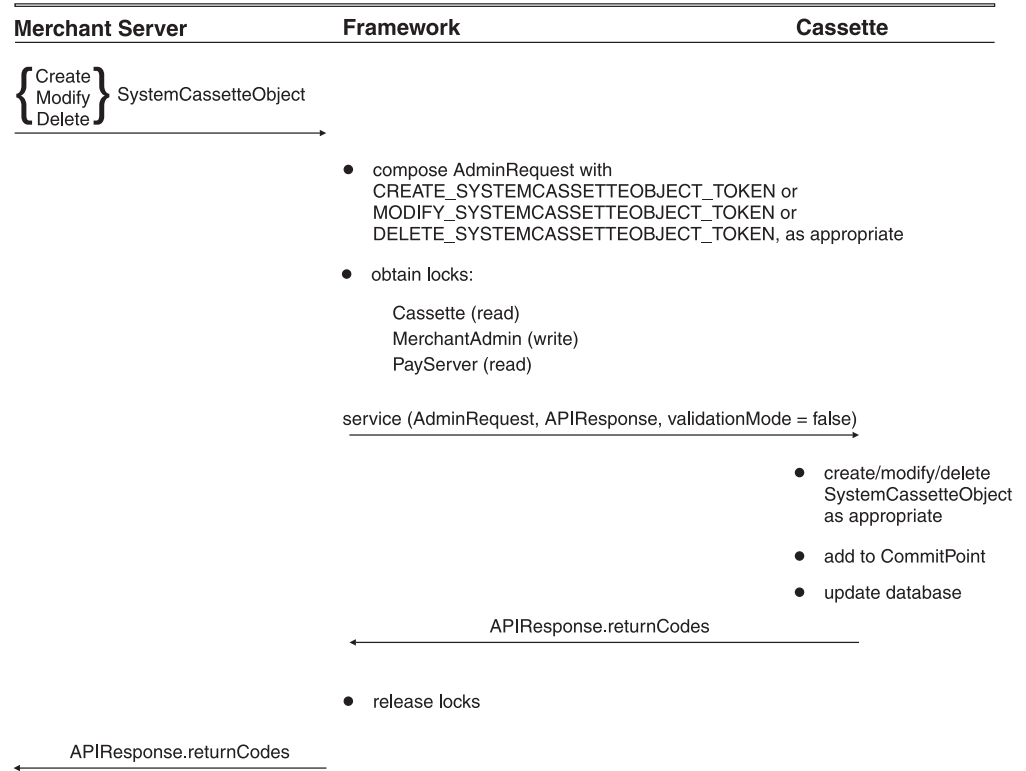 Merchant Server Framework Cassette
{ Create
Modify
Delete } SystemCassetteObject
● compose AdminRequest with
CREATE_SYSTEMCASSETTEOBJECT_TOKEN or
MODIFY_SYSTEMCASSETTEOBJECT_TOKEN or
DELETE_SYSTEMCASSETTEOBJECT_TOKEN, as appropriate
● obtain locks:
Cassette (read)
MerchantAdmin (write)
PayServer (read)
service (AdminRequest, APIResponse, validationMode = false)
● create/modify/delete
SystemCassetteObject
as appropriate
● add to CommitPoint
● update database
APIResponse.returnCodes
● release locks
APIResponse.returnCodes